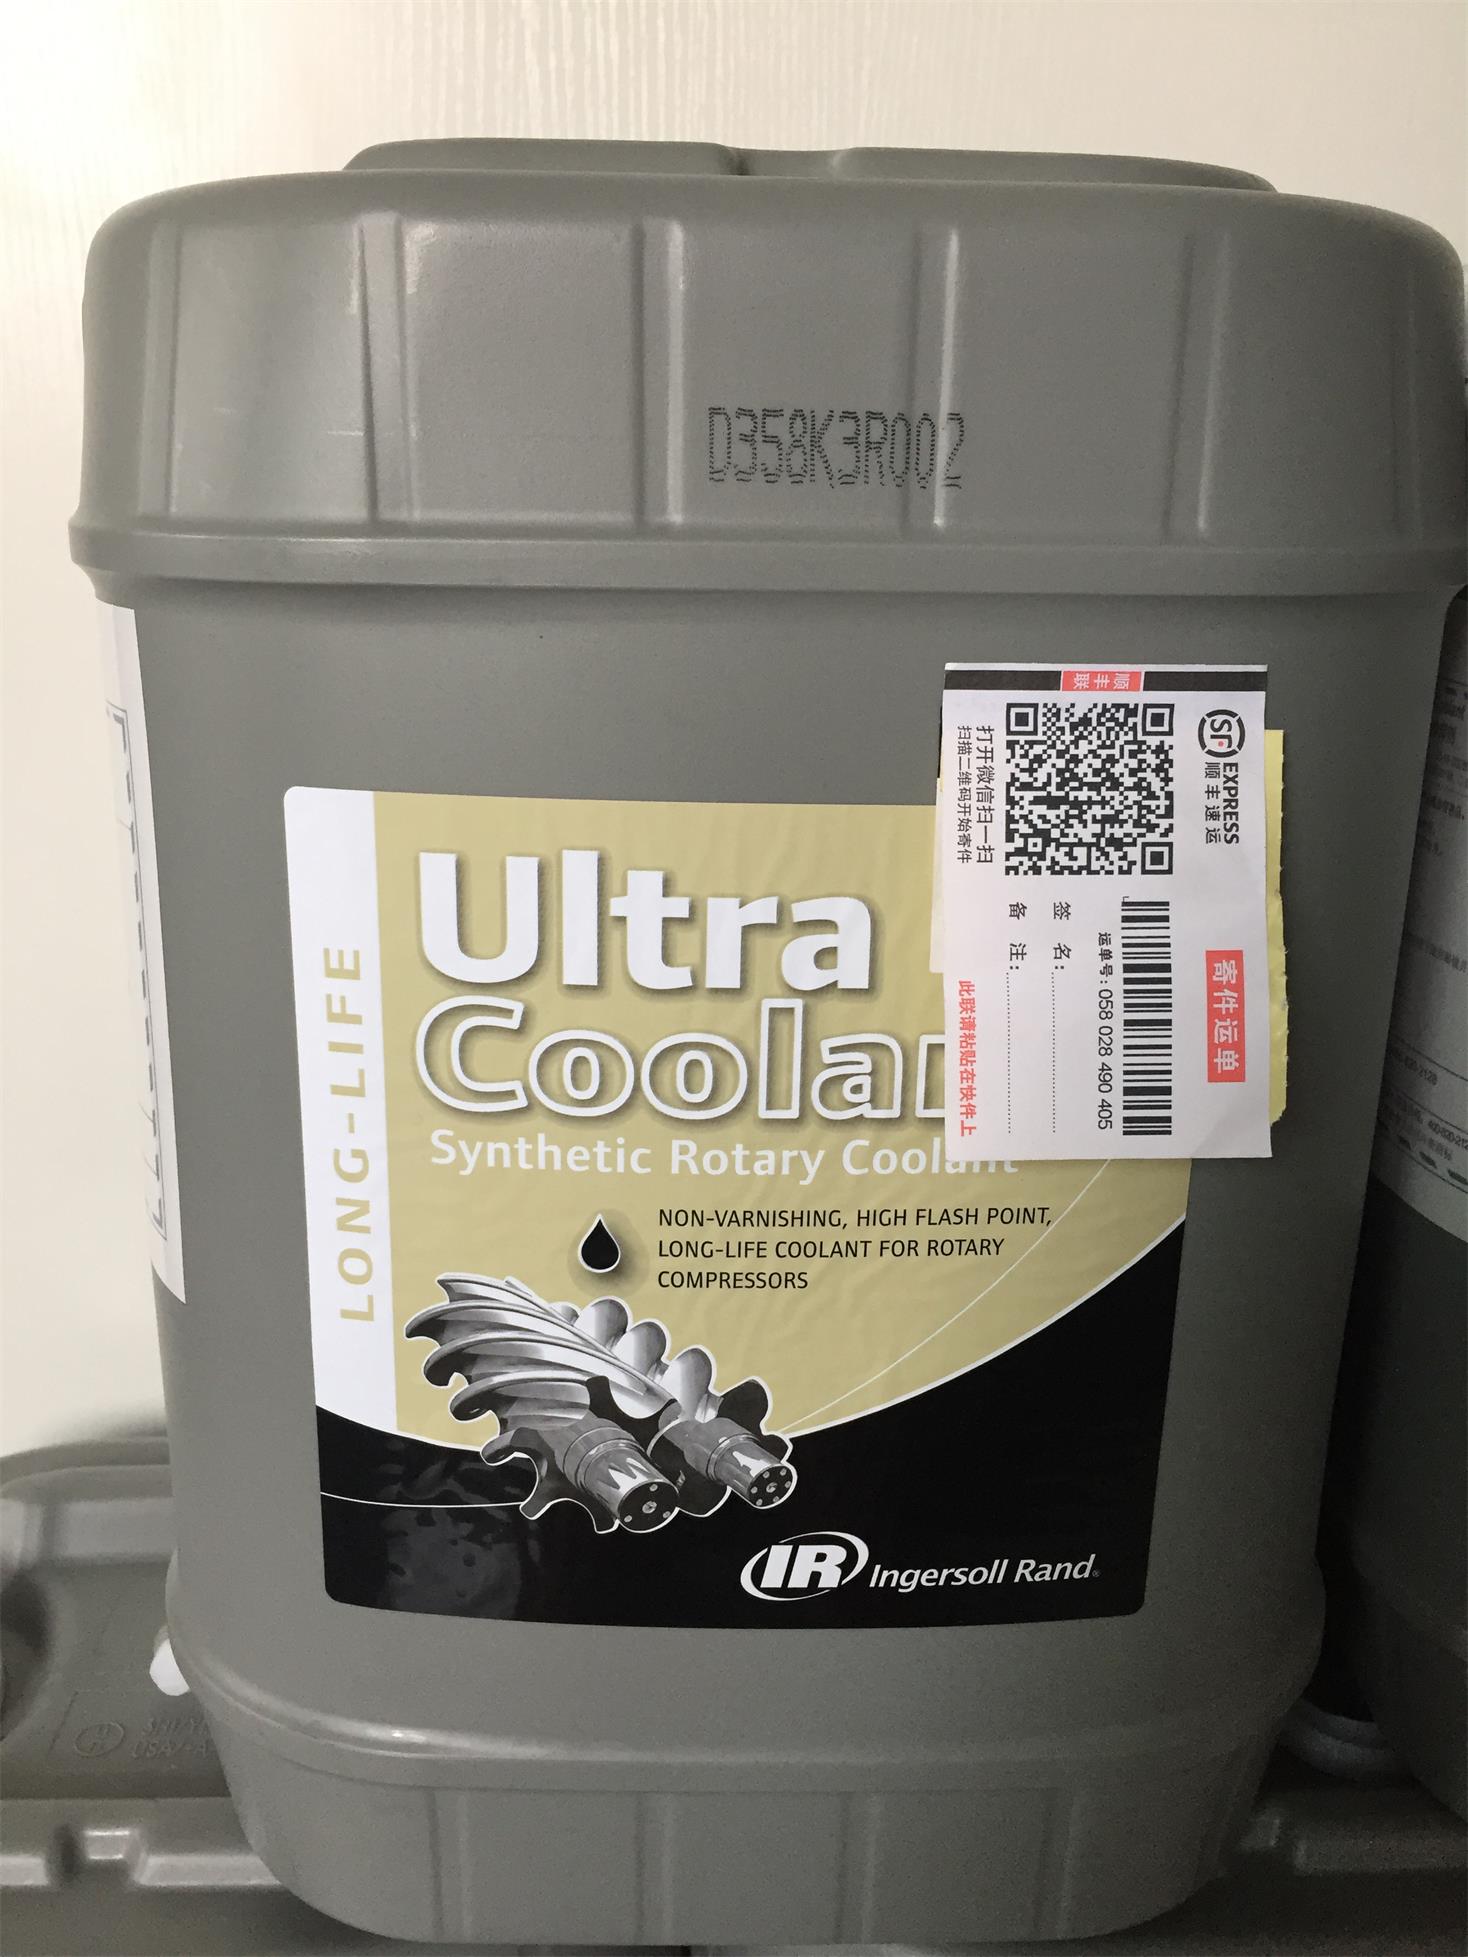 D358K3R002
LONG-LIFE
Ultra
Coolan
Synthetic Rotary Coolant
NON-VARNISHING, HIGH FLASH POINT,
LONG-LIFE COOLANT FOR ROTARY
COMPRESSORS
IR Ingersoll Rand
顺丰联
SF EXPRESS
顺丰速运
打开微信扫一扫
扫描二维码开始寄件
寄件运单
运单号: 058 028 490 405
签 名:
备 注:
此联请粘贴在快件上